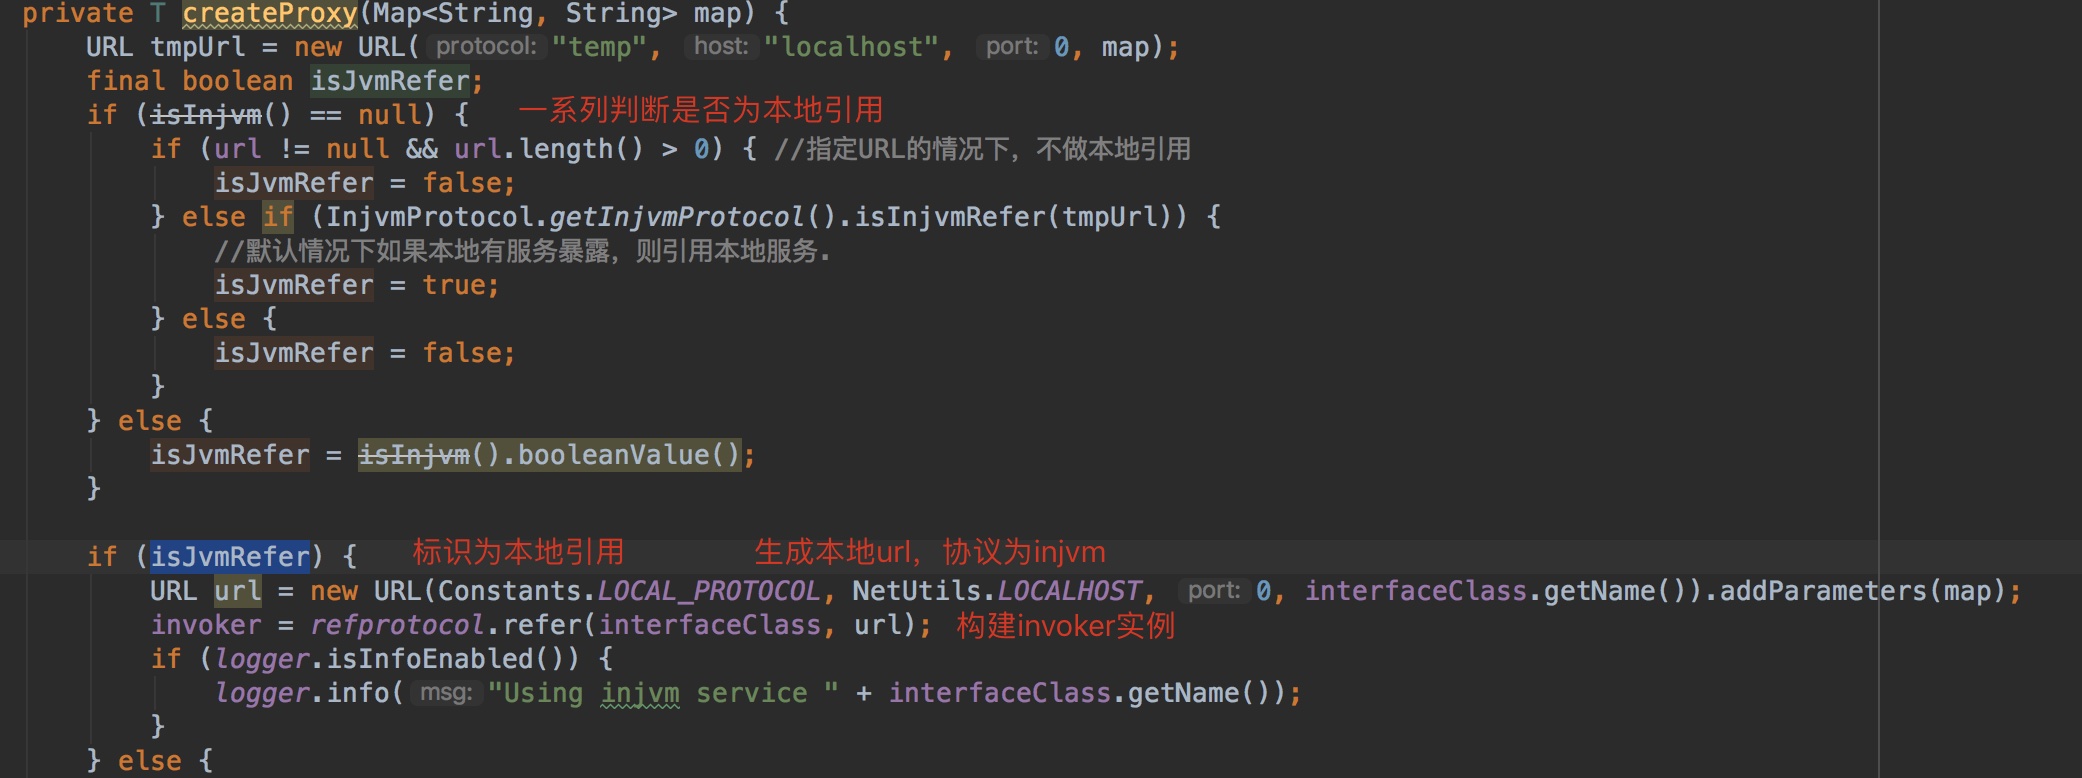 private T createProxy(Map<String, String> map) {
URL tmpUrl = new URL( protocol: "temp", host: "localhost", port: 0, map);
final boolean isJvmRefer;
if (isInjvm() == null) { 一系列判断是否为本地引用
if (url != null && url.length() > 0) { //指定URL的情况下，不做本地引用
isJvmRefer = false;
} else if (InjvmProtocol.getInjvmProtocol().isInjvmRefer(tmpUrl)) {
//默认情况下如果本地有服务暴露，则引用本地服务.
isJvmRefer = true;
} else {
isJvmRefer = false;
}
} else {
isJvmRefer = isInjvm().booleanValue();
}
if (isJvmRefer) { 标识为本地引用 生成本地url，协议为injvm
URL url = new URL(Constants.LOCAL_PROTOCOL, NetUtils.LOCALHOST, port: 0, interfaceClass.getName()).addParameters(map);
invoker = refprotocol.refer(interfaceClass, url); 构建invoker实例
if (logger.isInfoEnabled()) {
logger.info( msg: "Using injvm service " + interfaceClass.getName());
}
} else {